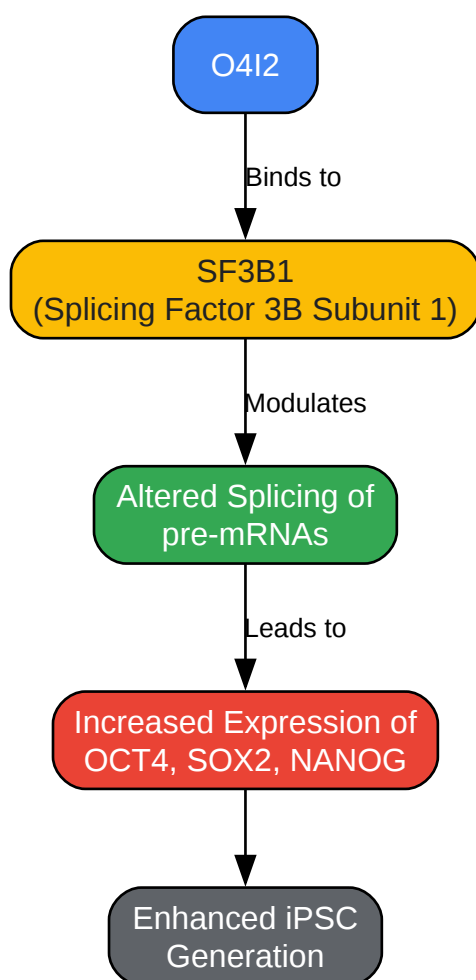 O4I2
Binds to
SF3B1
(Splicing Factor 3B Subunit 1)
Modulates
Altered Splicing of
pre-mRNAs
Leads to
Increased Expression of
OCT4, SOX2, NANOG
Enhanced iPSC
Generation